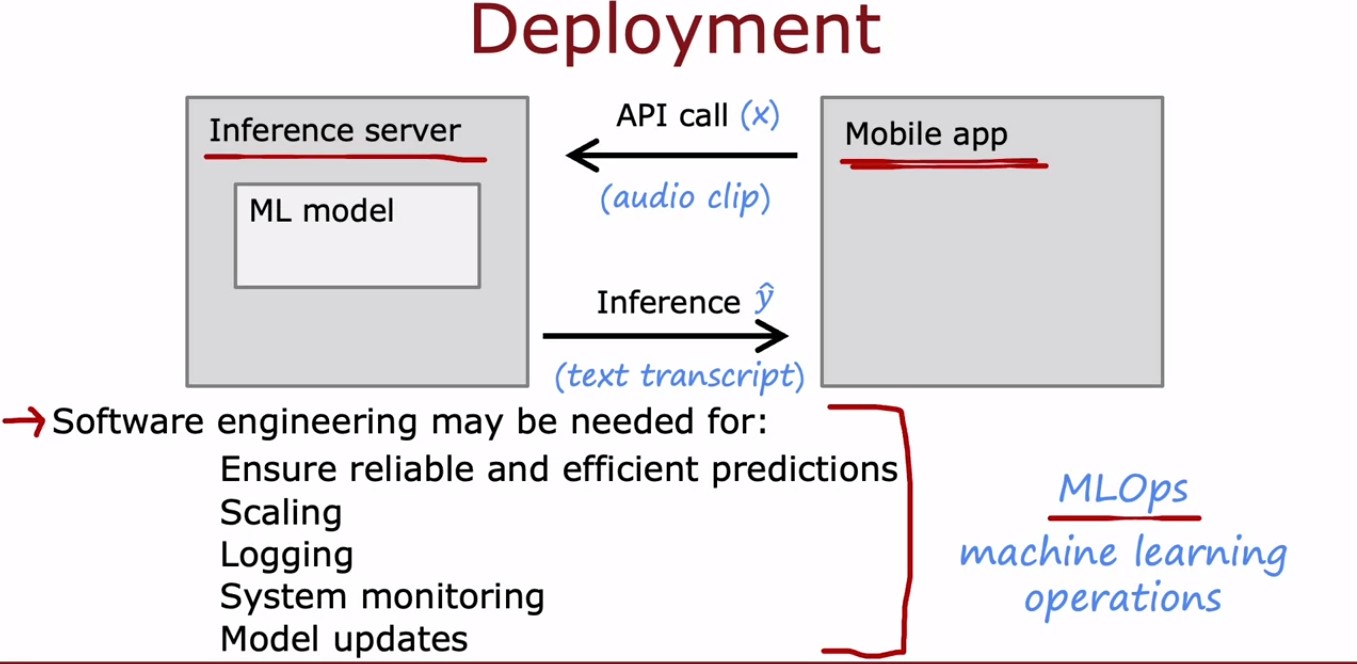 Deployment
Inference server
ML model
API call (x)
(audio clip)
Inference ŷ
(text transcript)
Mobile app
Software engineering may be needed for:
Ensure reliable and efficient predictions
Scaling
Logging
System monitoring
Model updates
MLOps
machine learning
operations